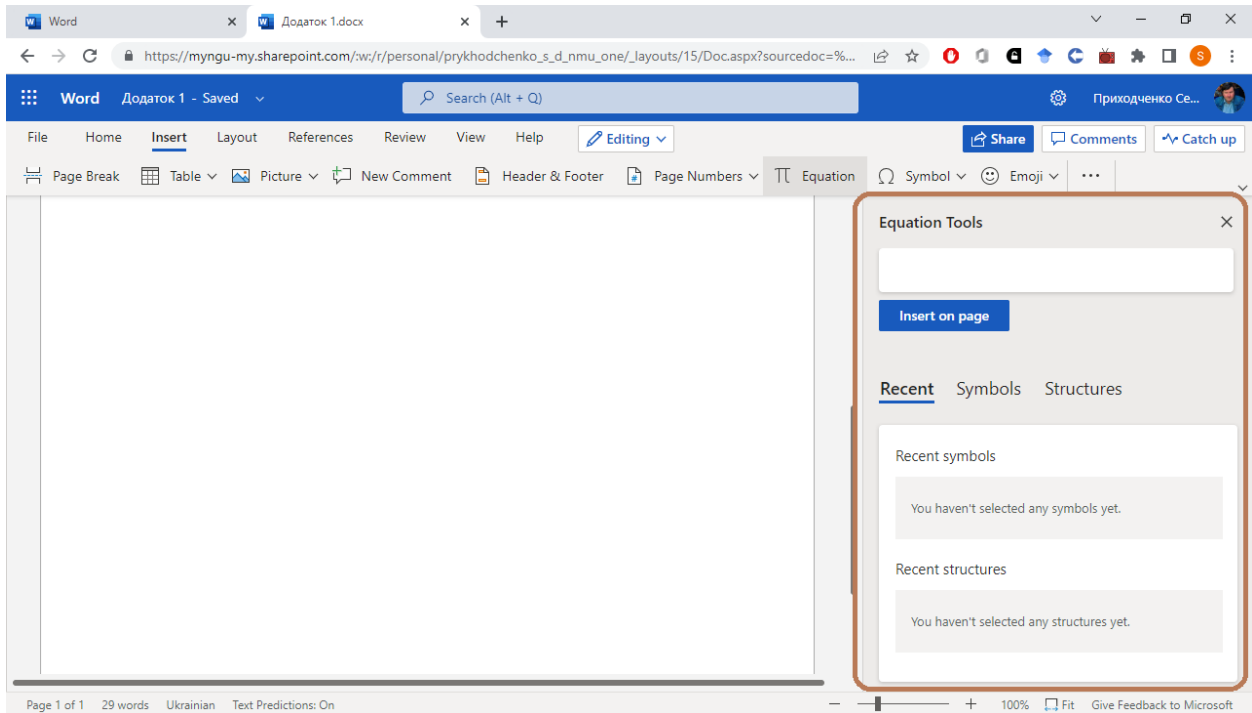 Word
Додаток 1.docx
https://myngu-my.sharepoint.com/:w:/r/personal/prykhodchenko_s_d_nmu_one/_layouts/15/Doc.aspx?sourcedoc=%...
S
Word Додаток 1 - Saved Search (Alt + Q) Приходченко Се...
File Home Insert Layout References Review View Help Editing Share Comments Catch up
Page Break Table Picture New Comment Header & Footer Page Numbers Equation Symbol Emoji ...
Equation Tools
Insert on page
Recent Symbols Structures
Recent symbols
You haven't selected any symbols yet.
Recent structures
You haven't selected any structures yet.
Page 1 of 1 29 words Ukrainian Text Predictions: On 100% Fit Give Feedback to Microsoft